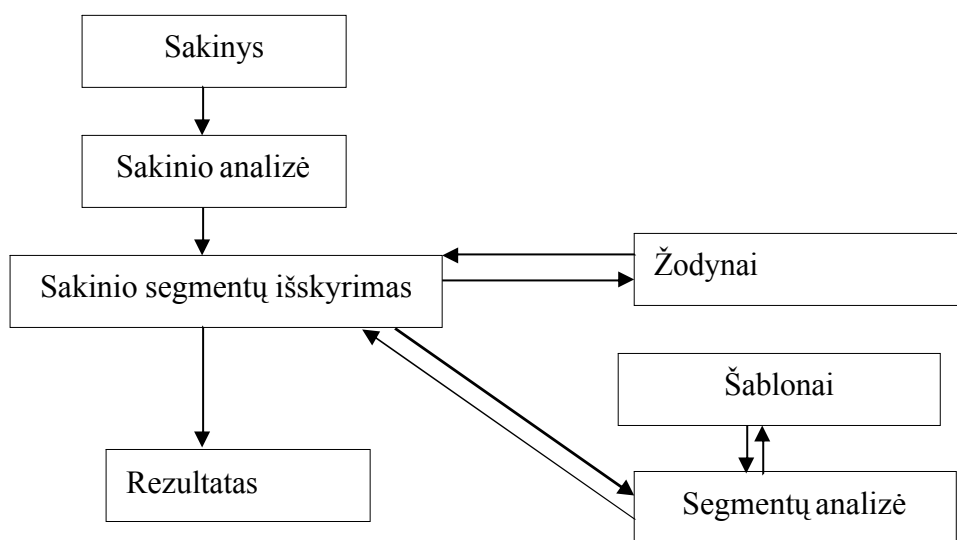 Sakinys
Sakinio analizė
Sakinio segmentų išskyrimas
Žodynai
Šablonai
Rezultatas
Segmentų analizė